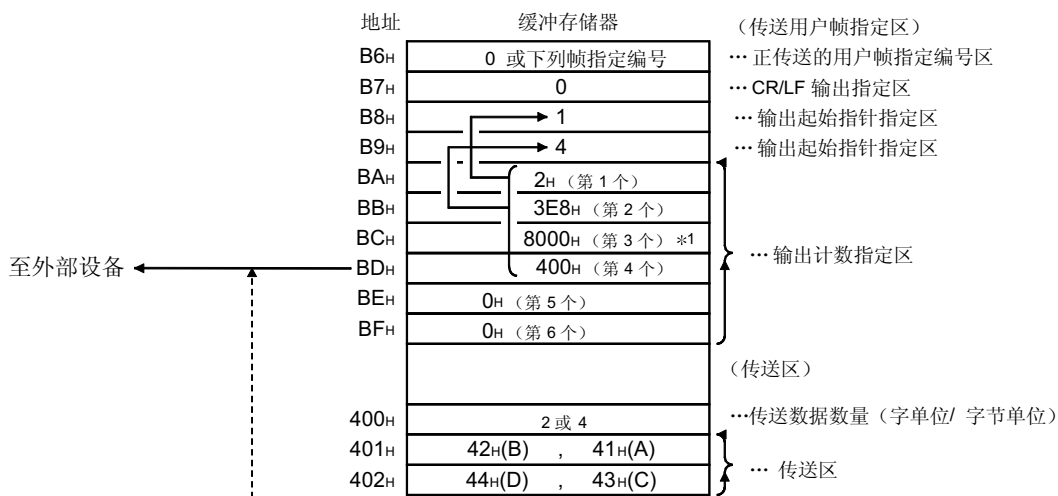 地址 缓冲存储器 （传送用户帧指定区）
B6H 0 或下列帧指定编号 … 正传送的用户帧指定编号区
B7H 0 … CR/LF 输出指定区
B8H 1 … 输出起始指针指定区
B9H 4 … 输出起始指针指定区
BAH 2H（第 1 个）
BBH 3E8H（第 2 个）
BCH 8000H（第 3 个）*1
… 输出计数指定区
至外部设备 BDH 400H（第 4 个）
BEH 0H（第 5 个）
BFH 0H（第 6 个）
（传送区）
400H 2 或 4 …传送数据数量（字单位/ 字节单位）
401H 42H(B) , 41H(A)
… 传送区
402H 44H(D) , 43H(C)